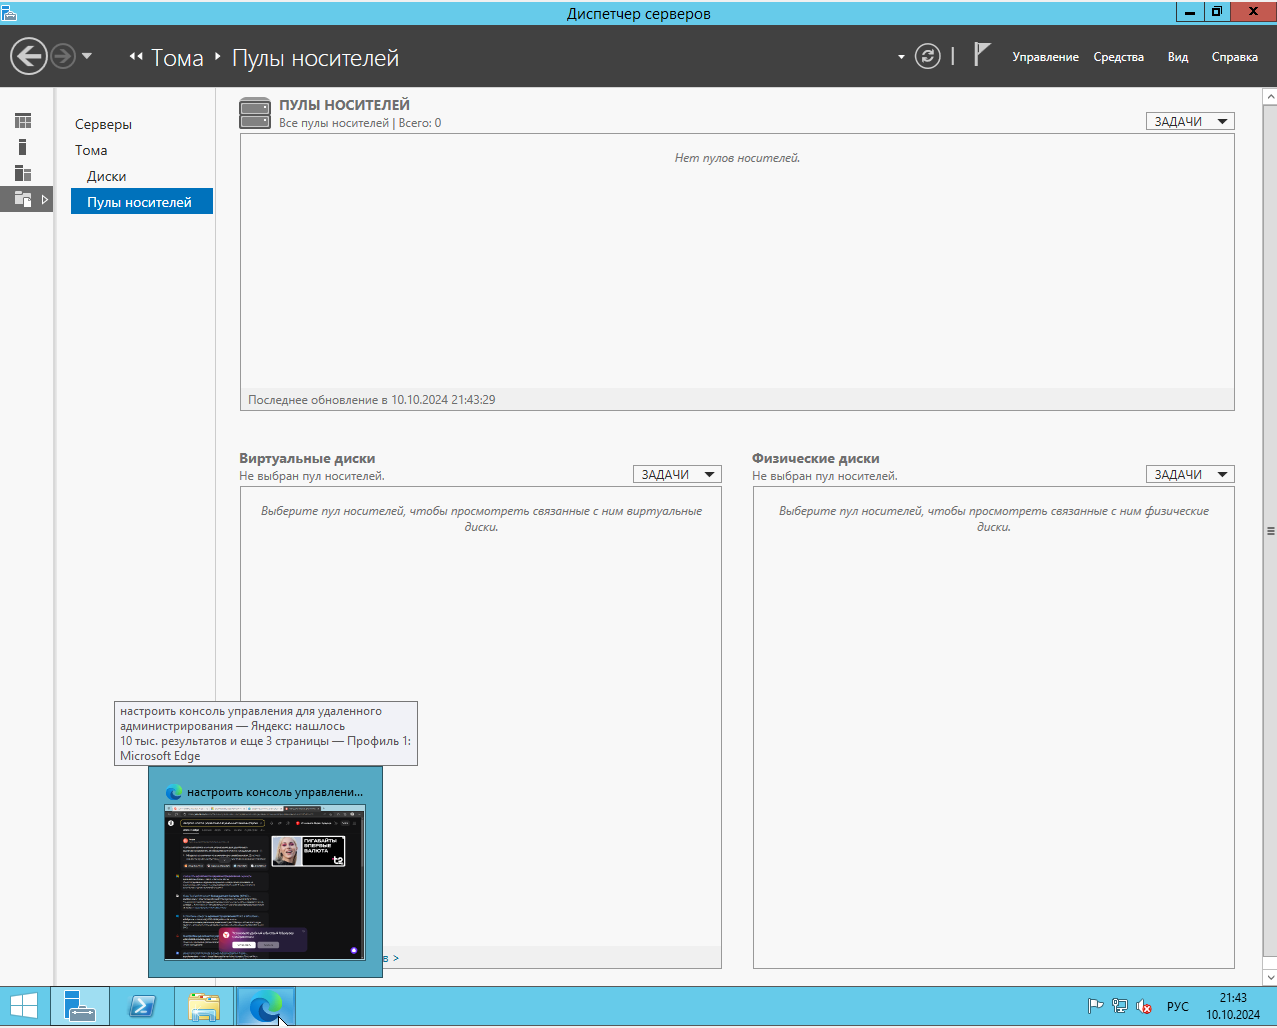 Диспетчер серверов
Тома
Пулы носителей
Управление
Средства
Вид
Справка
Серверы
Тома
Диски
Пулы носителей
ПУЛЫ НОСИТЕЛЕЙ
Все пулы носителей | Всего: 0
ЗАДАЧИ
Нет пулов носителей.
Последнее обновление в 10.10.2024 21:43:29
Виртуальные диски
Не выбран пул носителей.
ЗАДАЧИ
Выберите пул носителей, чтобы просмотреть связанные с ним виртуальные
диски.
Физические диски
Не выбран пул носителей.
ЗАДАЧИ
Выберите пул носителей, чтобы просмотреть связанные с ним физические
диски.
настроить консоль управления для удаленного
администрирования — Яндекс: нашлось
10 тыс. результатов и еще 3 страницы — Профиль 1:
Microsoft Edge
настроить консоль управлени...
ГИГАБАЙТЫ
ВПЕРВЫЕ
ВАЛЮТА
t2
в >
РУС
21:43
10.10.2024